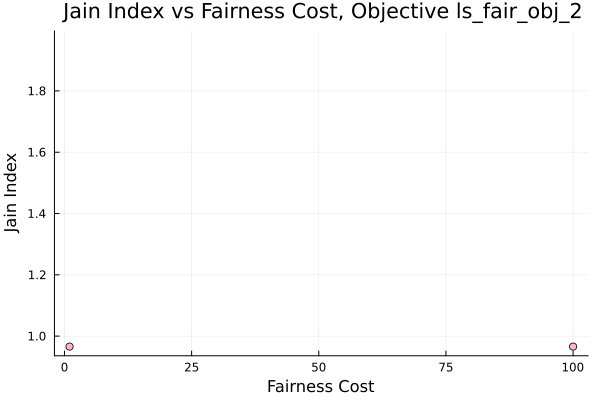 Jain Index vs Fairness Cost, Objective ls_fair_obj_2
Jain Index
1.8
1.6
1.4
1.2
1.0
0 25 50 75 100
Fairness Cost